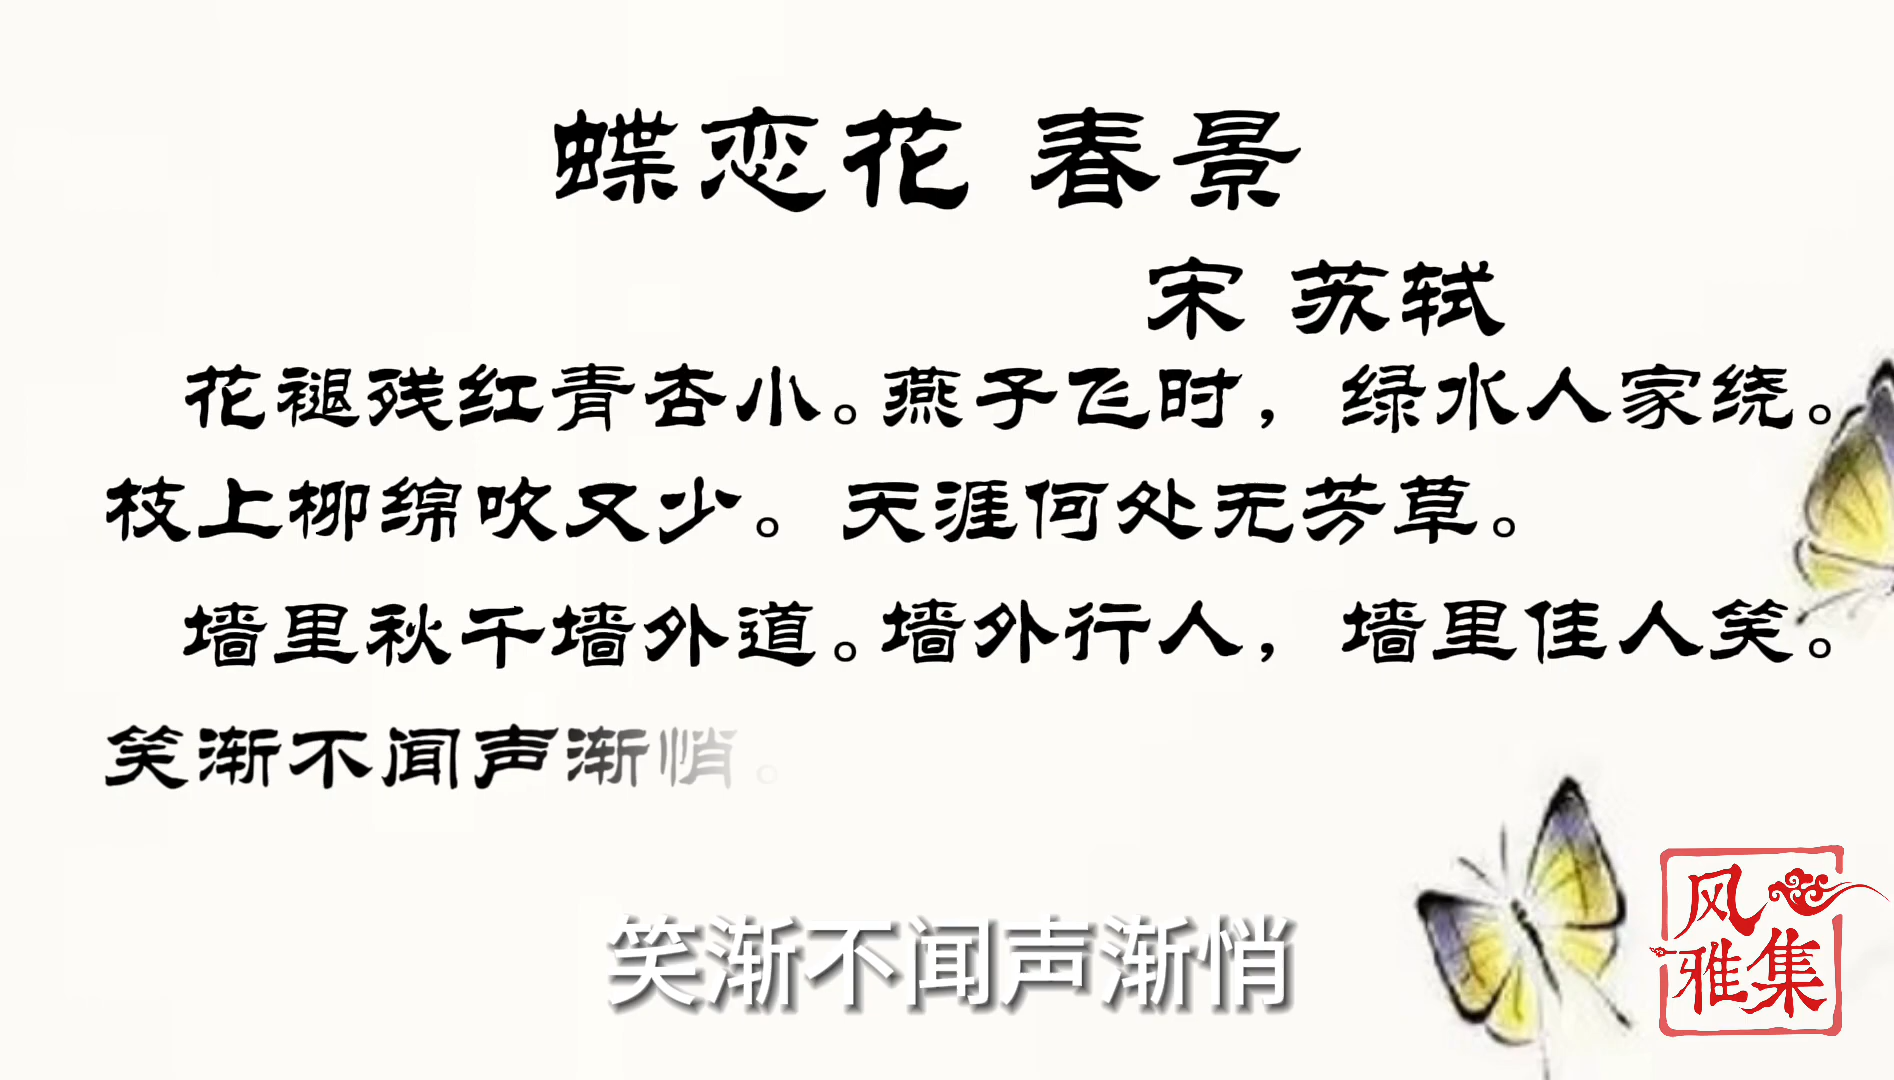 蝶恋花 春景
宋 苏轼
花褪残红青杏小。燕子飞时，绿水人家绕。
枝上柳绵吹又少。天涯何处无芳草。
墙里秋千墙外道。墙外行人，墙里佳人笑。
笑渐不闻声渐悄。
笑渐不闻声渐悄
风雅集